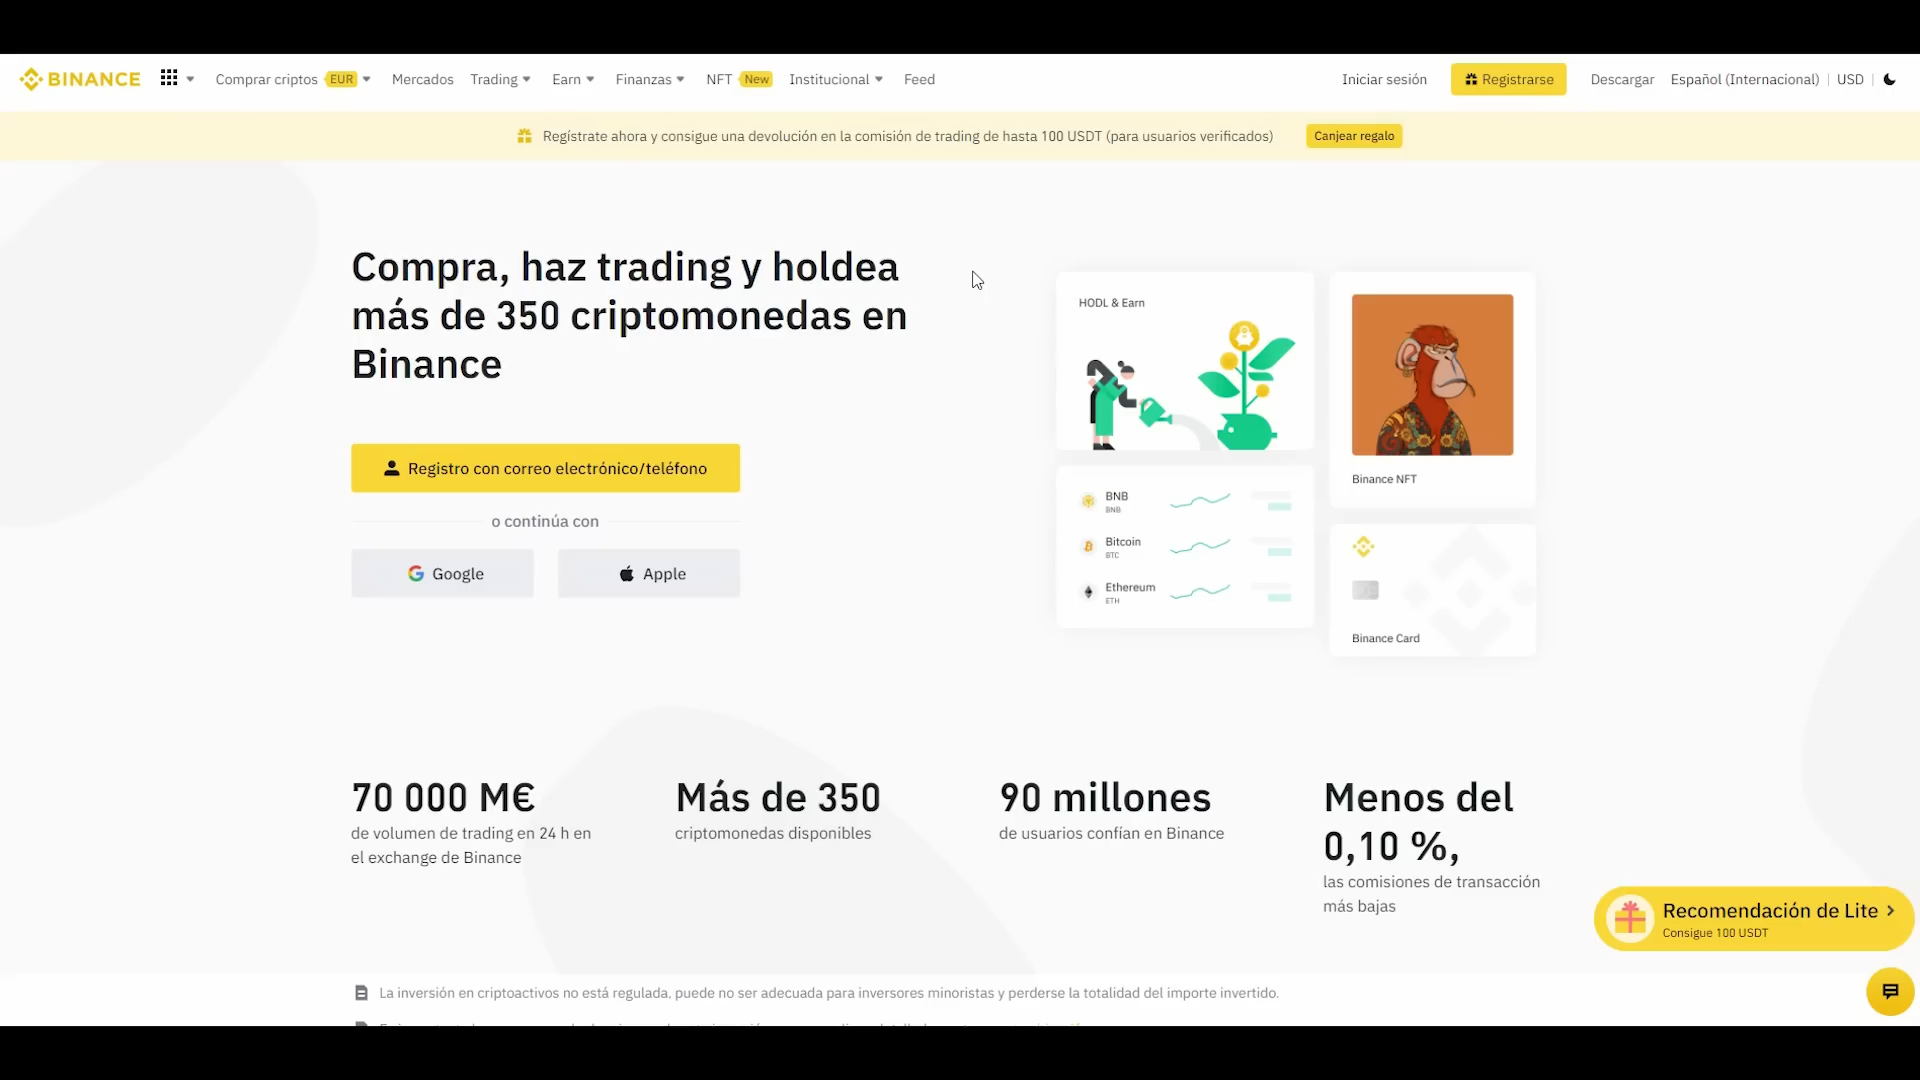 BINANCE
Comprar criptos EUR
Mercados
Trading
Earn
Finanzas
NFT New
Institucional
Feed
Iniciar sesión
Registrarse
Descargar
Español (Internacional)
USD
Regístrate ahora y consigue una devolución en la comisión de trading de hasta 100 USDT (para usuarios verificados)
Canjear regalo
Compra, haz trading y holdea
más de 350 criptomonedas en
Binance
Registro con correo electrónico/teléfono
o continúa con
Google
Apple
HODL & Earn
BNB
BNB
Bitcoin
BTC
Ethereum
ETH
Binance NFT
Binance Card
70 000 M€
de volumen de trading en 24 h en
el exchange de Binance
Más de 350
criptomonedas disponibles
90 millones
de usuarios confían en Binance
Menos del
0,10 %,
las comisiones de transacción
más bajas
Recomendación de Lite
Consigue 100 USDT
La inversión en criptoactivos no está regulada, puede no ser adecuada para inversores minoristas y perderse la totalidad del importe invertido.